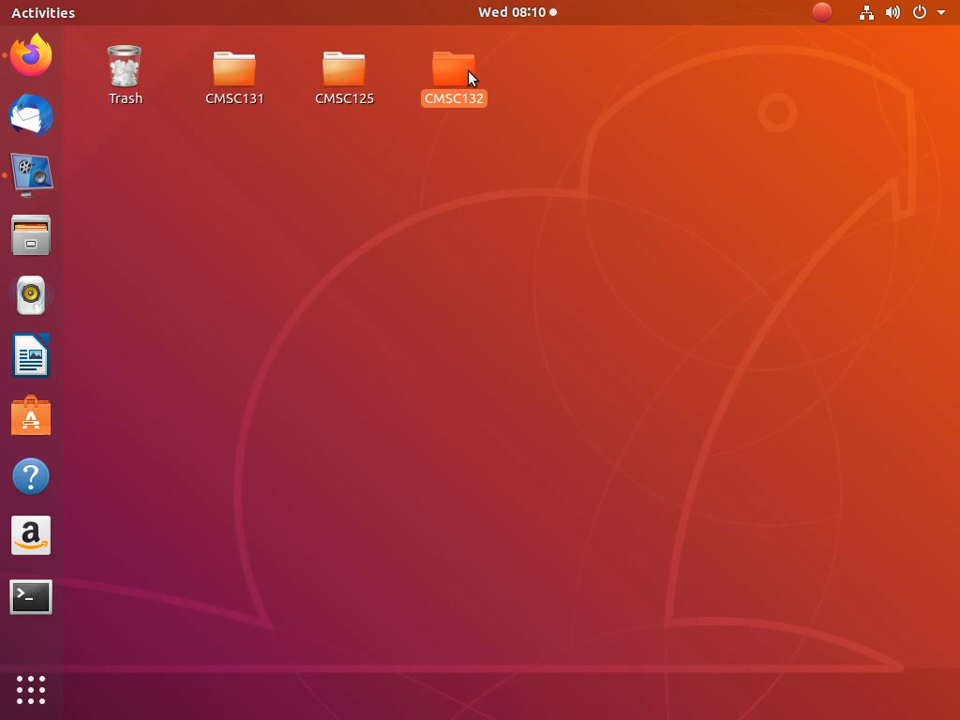 Activities
Wed 08:10
Trash
CMSC131
CMSC125
CMSC132
?
a
>_